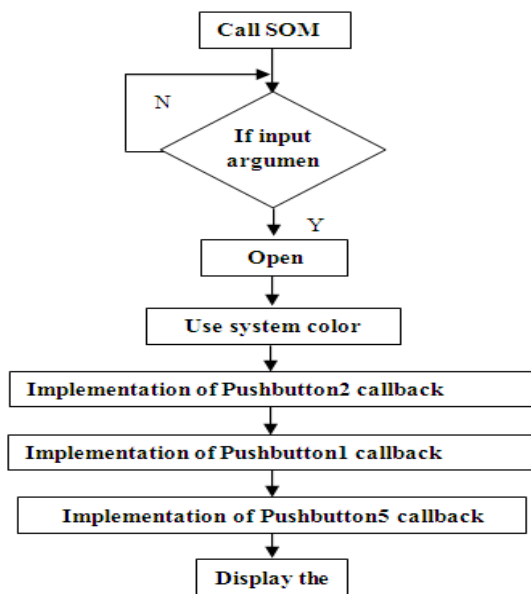 Call SOM
N
If input
argumen
Y
Open
Use system color
Implementation of Pushbutton2 callback
Implementation of Pushbutton1 callback
Implementation of Pushbutton5 callback
Display the